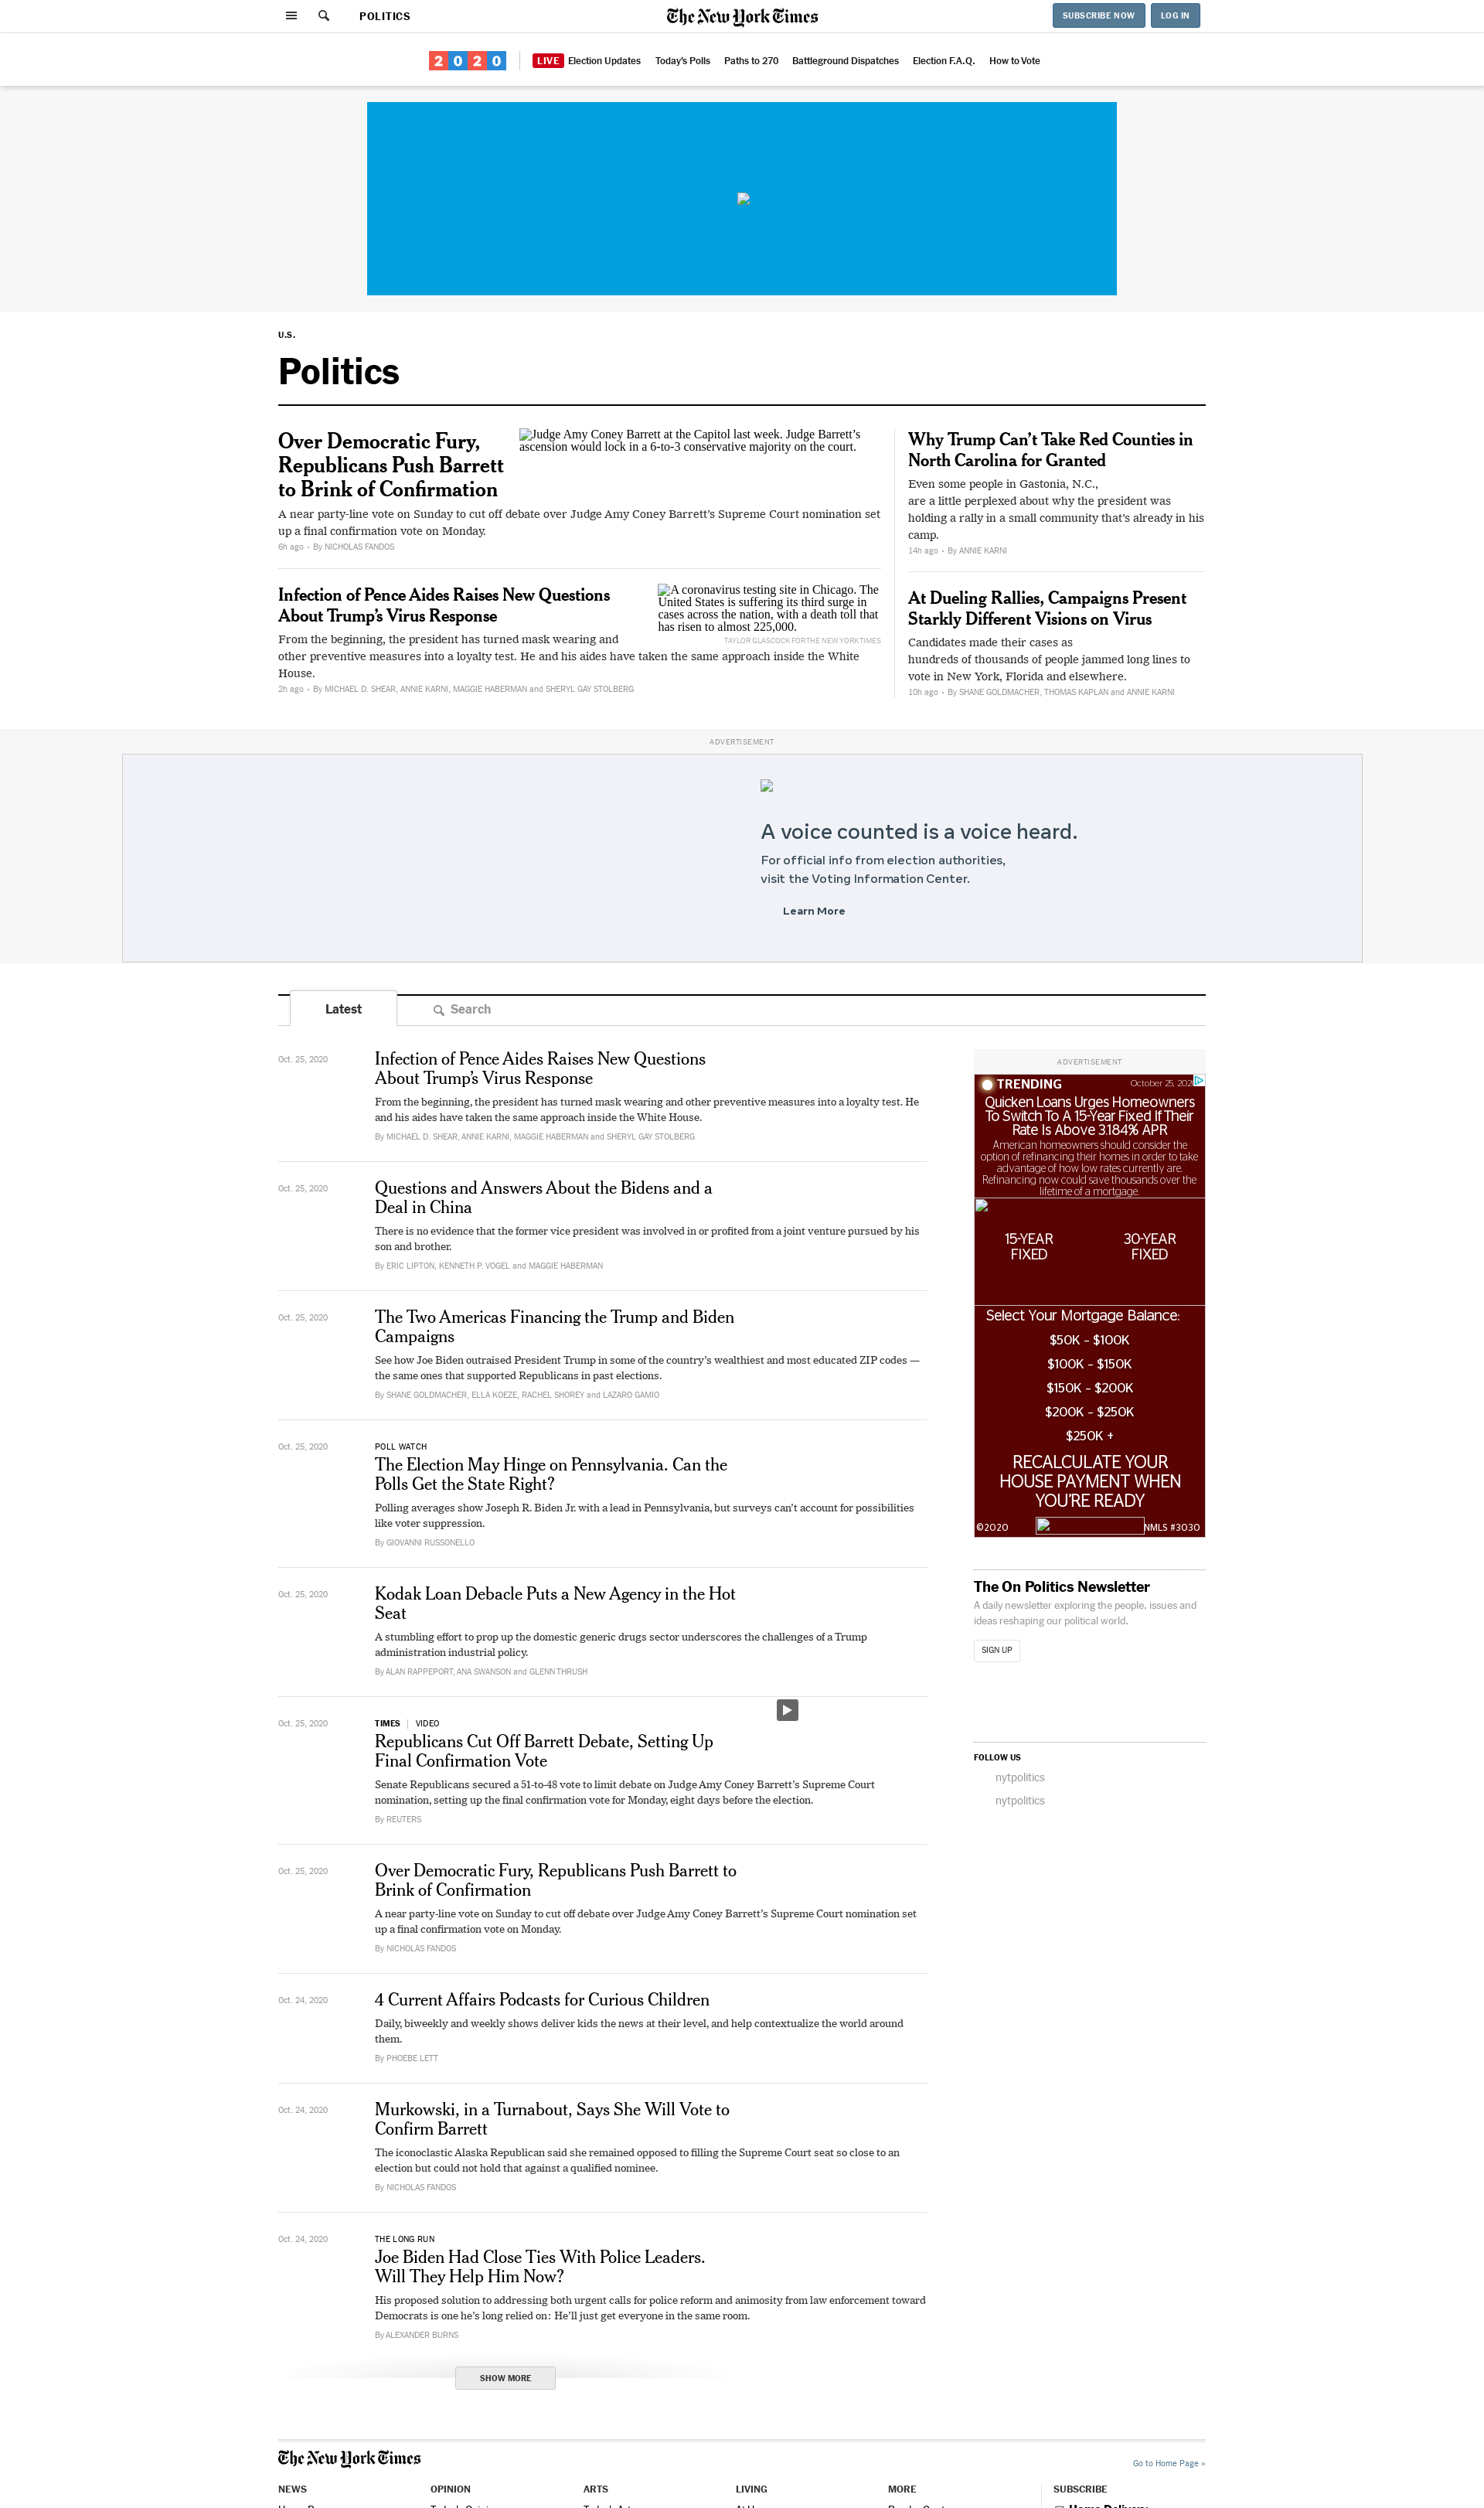 POLITICS
The New York Times
SUBSCRIBE NOW
LOG IN
2020
LIVE Election Updates
Today's Polls
Paths to 270
Battleground Dispatches
Election F.A.Q.
How to Vote
U.S.
Politics
Over Democratic Fury,
Republicans Push Barrett
to Brink of Confirmation
Judge Amy Coney Barrett at the Capitol last week. Judge Barrett’s
ascension would lock in a 6-to-3 conservative majority on the court.
A near party-line vote on Sunday to cut off debate over Judge Amy Coney Barrett’s Supreme Court nomination set
up a final confirmation vote on Monday.
6h ago • By NICHOLAS FANDOS
Infection of Pence Aides Raises New Questions
About Trump’s Virus Response
A coronavirus testing site in Chicago. The
United States is suffering its third surge in
cases across the nation, with a death toll that
has risen to almost 225,000.
TAYLOR GLASCOCK FOR THE NEW YORK TIMES
From the beginning, the president has turned mask wearing and
other preventive measures into a loyalty test. He and his aides have taken the same approach inside the White
House.
2h ago • By MICHAEL D. SHEAR, ANNIE KARNI, MAGGIE HABERMAN and SHERYL GAY STOLBERG
Why Trump Can’t Take Red Counties in
North Carolina for Granted
Even some people in Gastonia, N.C.,
are a little perplexed about why the president was
holding a rally in a small community that’s already in his
camp.
14h ago • By ANNIE KARNI
At Dueling Rallies, Campaigns Present
Starkly Different Visions on Virus
Candidates made their cases as
hundreds of thousands of people jammed long lines to
vote in New York, Florida and elsewhere.
10h ago • By SHANE GOLDMACHER, THOMAS KAPLAN and ANNIE KARNI
ADVERTISEMENT
A voice counted is a voice heard.
For official info from election authorities,
visit the Voting Information Center.
Learn More
Latest
Search
Oct. 25, 2020
Infection of Pence Aides Raises New Questions
About Trump’s Virus Response
From the beginning, the president has turned mask wearing and other preventive measures into a loyalty test. He
and his aides have taken the same approach inside the White House.
By MICHAEL D. SHEAR, ANNIE KARNI, MAGGIE HABERMAN and SHERYL GAY STOLBERG
Oct. 25, 2020
Questions and Answers About the Bidens and a
Deal in China
There is no evidence that the former vice president was involved in or profited from a joint venture pursued by his
son and brother.
By ERIC LIPTON, KENNETH P. VOGEL and MAGGIE HABERMAN
Oct. 25, 2020
The Two Americas Financing the Trump and Biden
Campaigns
See how Joe Biden outraised President Trump in some of the country’s wealthiest and most educated ZIP codes —
the same ones that supported Republicans in past elections.
By SHANE GOLDMACHER, ELLA KOEZE, RACHEL SHOREY and LAZARO GAMIO
Oct. 25, 2020
POLL WATCH
The Election May Hinge on Pennsylvania. Can the
Polls Get the State Right?
Polling averages show Joseph R. Biden Jr. with a lead in Pennsylvania, but surveys can’t account for possibilities
like voter suppression.
By GIOVANNI RUSSONELLO
Oct. 25, 2020
Kodak Loan Debacle Puts a New Agency in the Hot
Seat
A stumbling effort to prop up the domestic generic drugs sector underscores the challenges of a Trump
administration industrial policy.
By ALAN RAPPEPORT, ANA SWANSON and GLENN THRUSH
Oct. 25, 2020
TIMES | VIDEO
Republicans Cut Off Barrett Debate, Setting Up
Final Confirmation Vote
Senate Republicans secured a 51-to-48 vote to limit debate on Judge Amy Coney Barrett’s Supreme Court
nomination, setting up the final confirmation vote for Monday, eight days before the election.
By REUTERS
Oct. 25, 2020
Over Democratic Fury, Republicans Push Barrett to
Brink of Confirmation
A near party-line vote on Sunday to cut off debate over Judge Amy Coney Barrett’s Supreme Court nomination set
up a final confirmation vote on Monday.
By NICHOLAS FANDOS
Oct. 24, 2020
4 Current Affairs Podcasts for Curious Children
Daily, biweekly and weekly shows deliver kids the news at their level, and help contextualize the world around
them.
By PHOEBE LETT
Oct. 24, 2020
Murkowski, in a Turnabout, Says She Will Vote to
Confirm Barrett
The iconoclastic Alaska Republican said she remained opposed to filling the Supreme Court seat so close to an
election but could not hold that against a qualified nominee.
By NICHOLAS FANDOS
Oct. 24, 2020
THE LONG RUN
Joe Biden Had Close Ties With Police Leaders.
Will They Help Him Now?
His proposed solution to addressing both urgent calls for police reform and animosity from law enforcement toward
Democrats is one he’s long relied on: He’ll just get everyone in the same room.
By ALEXANDER BURNS
SHOW MORE
ADVERTISEMENT
TRENDING
October 25, 2020
Quicken Loans Urges Homeowners
To Switch To A 15-Year Fixed If Their
Rate Is Above 3.184% APR
American homeowners should consider the
option of refinancing their homes in order to take
advantage of how low rates currently are.
Refinancing now could save thousands over the
lifetime of a mortgage.
15-YEAR
FIXED
30-YEAR
FIXED
Select Your Mortgage Balance:
$50K - $100K
$100K - $150K
$150K - $200K
$200K - $250K
$250K +
RECALCULATE YOUR
HOUSE PAYMENT WHEN
YOU'RE READY
©2020
NMLS #3030
The On Politics Newsletter
A daily newsletter exploring the people, issues and
ideas reshaping our political world.
SIGN UP
FOLLOW US
nytpolitics
nytpolitics
The New York Times
Go to Home Page »
NEWS
OPINION
ARTS
LIVING
MORE
SUBSCRIBE